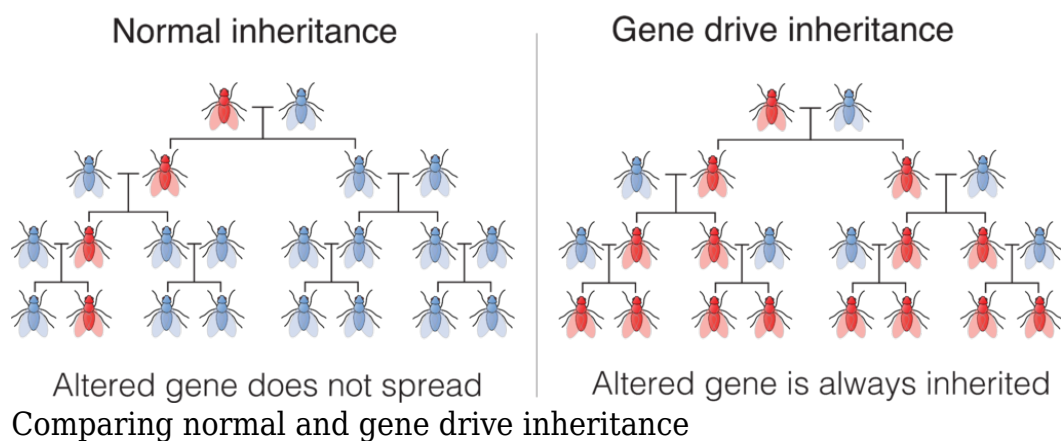 Normal inheritance
Gene drive inheritance
Altered gene does not spread
Altered gene is always inherited
Comparing normal and gene drive inheritance